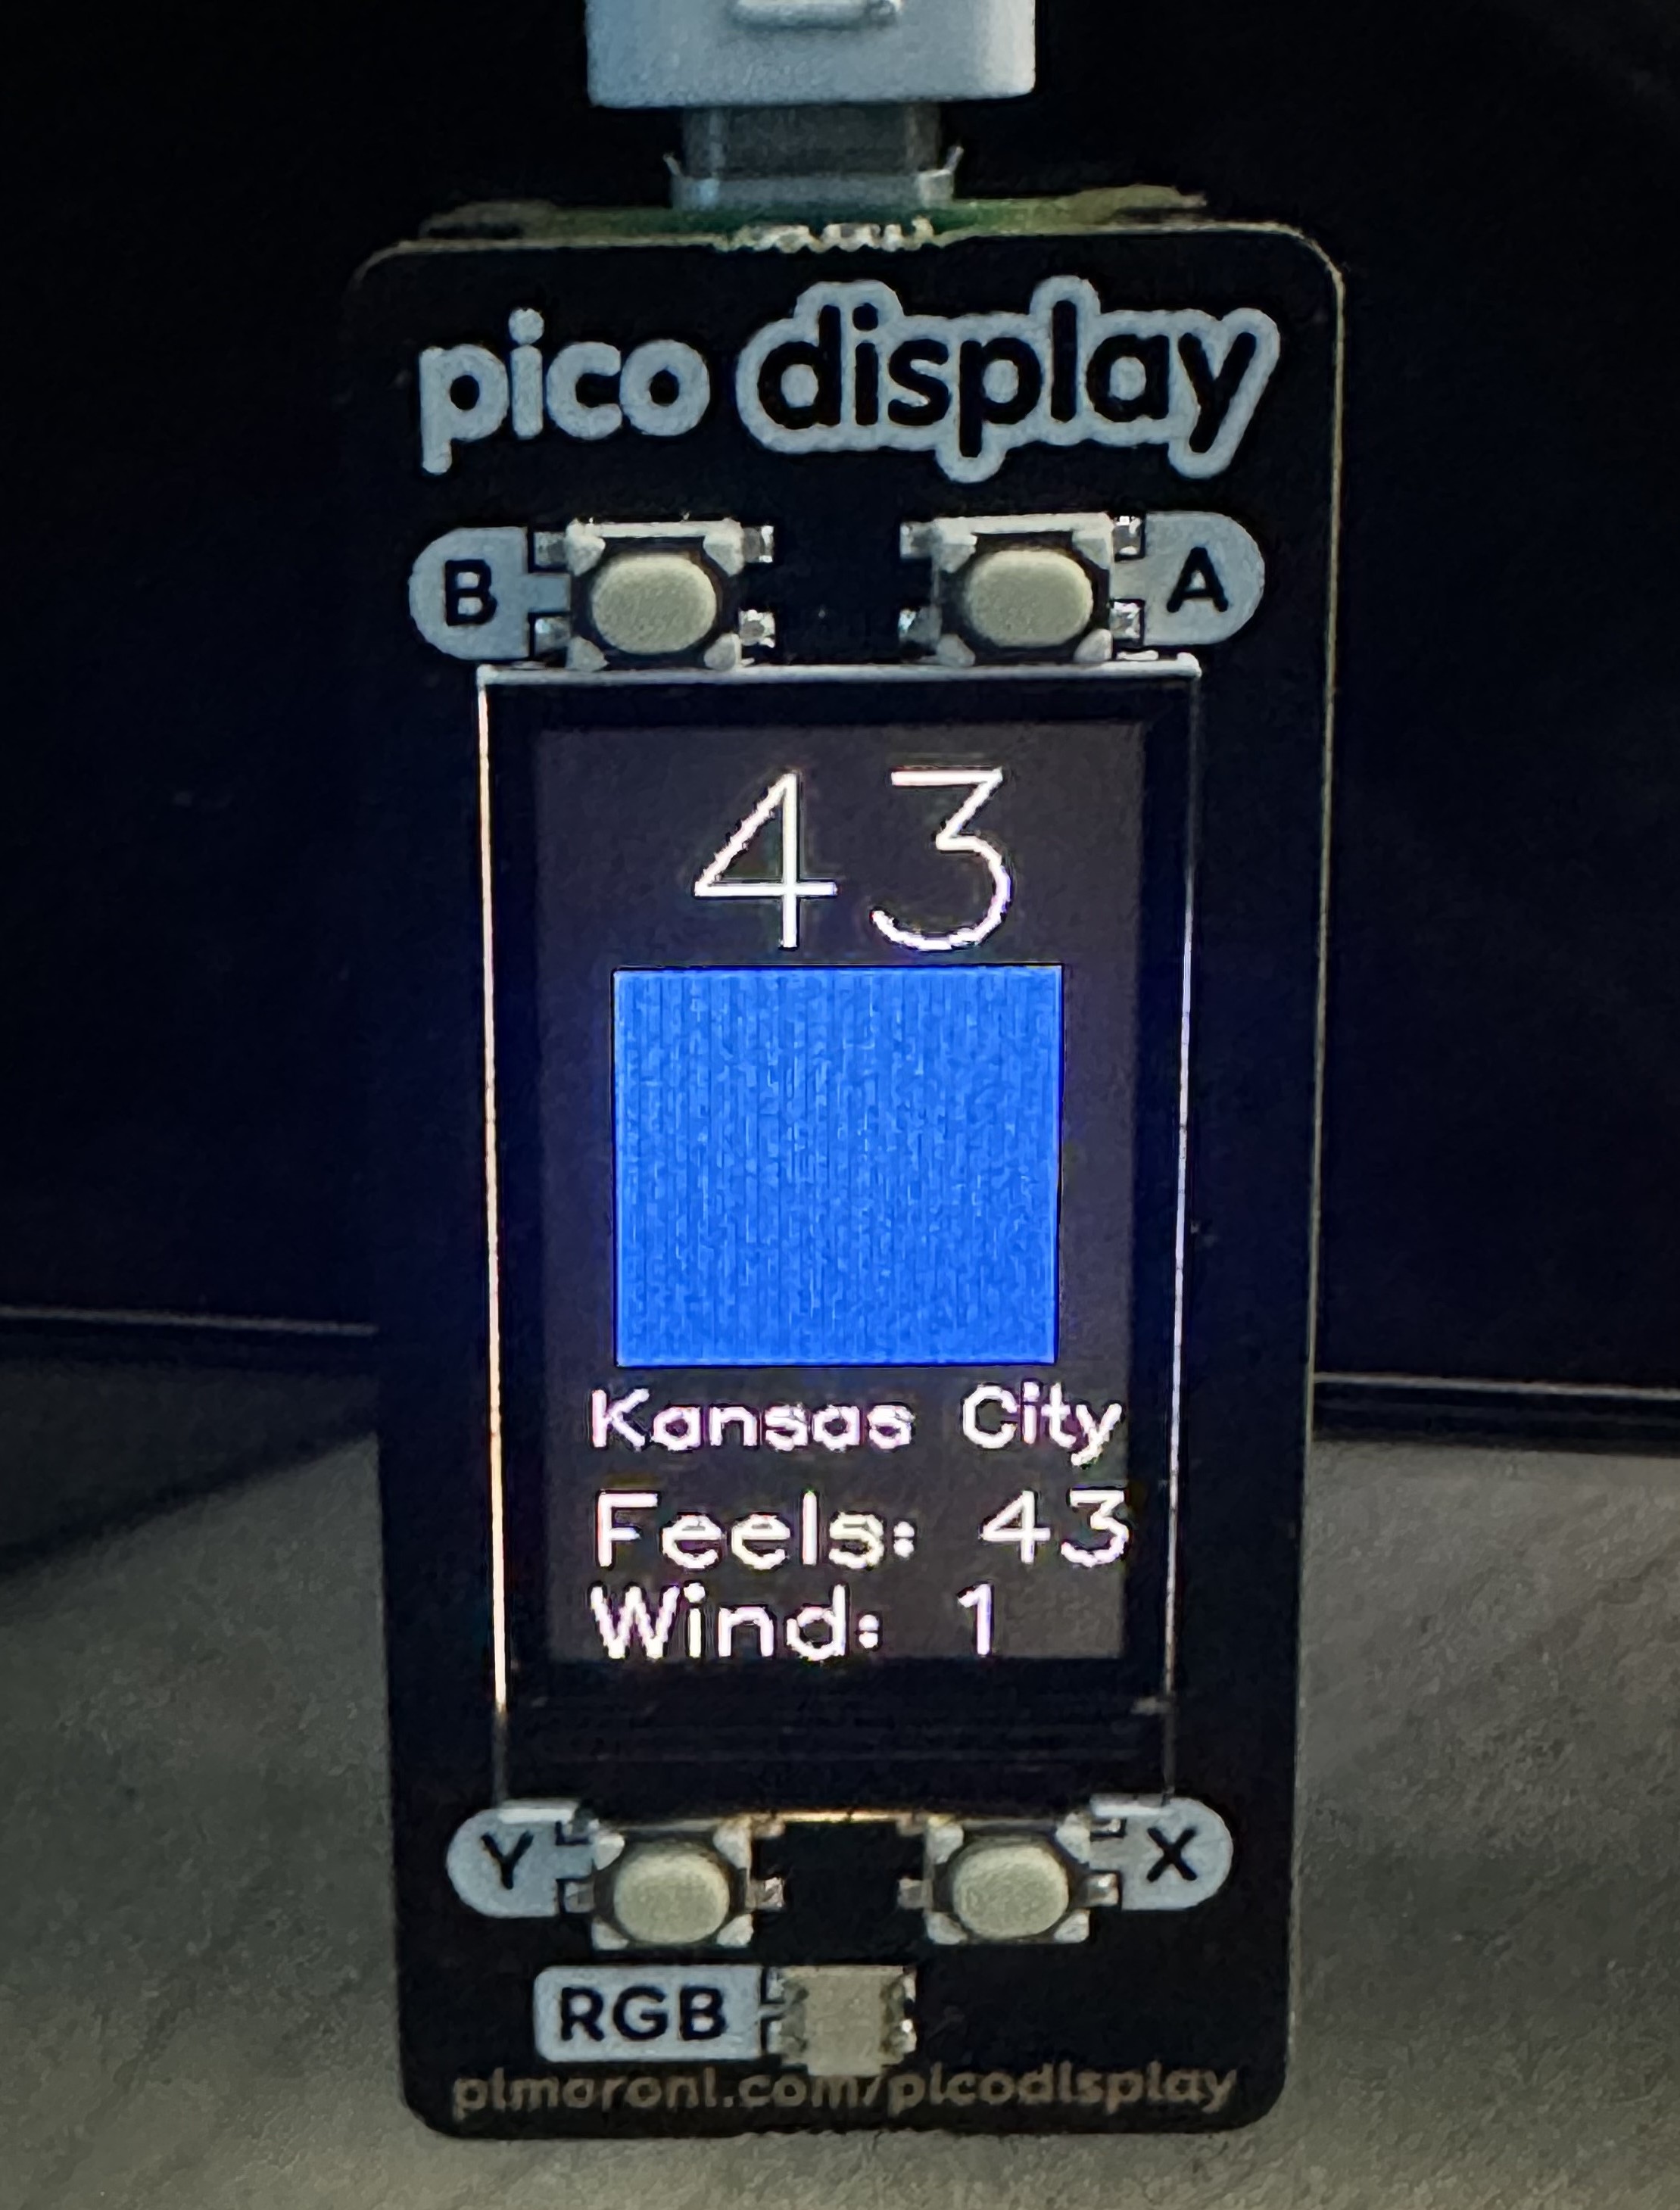 pico display
B A
43
Kansas City
Feels: 43
Wind: 1
Y X
RGB
pimoroni.com/picodisplay